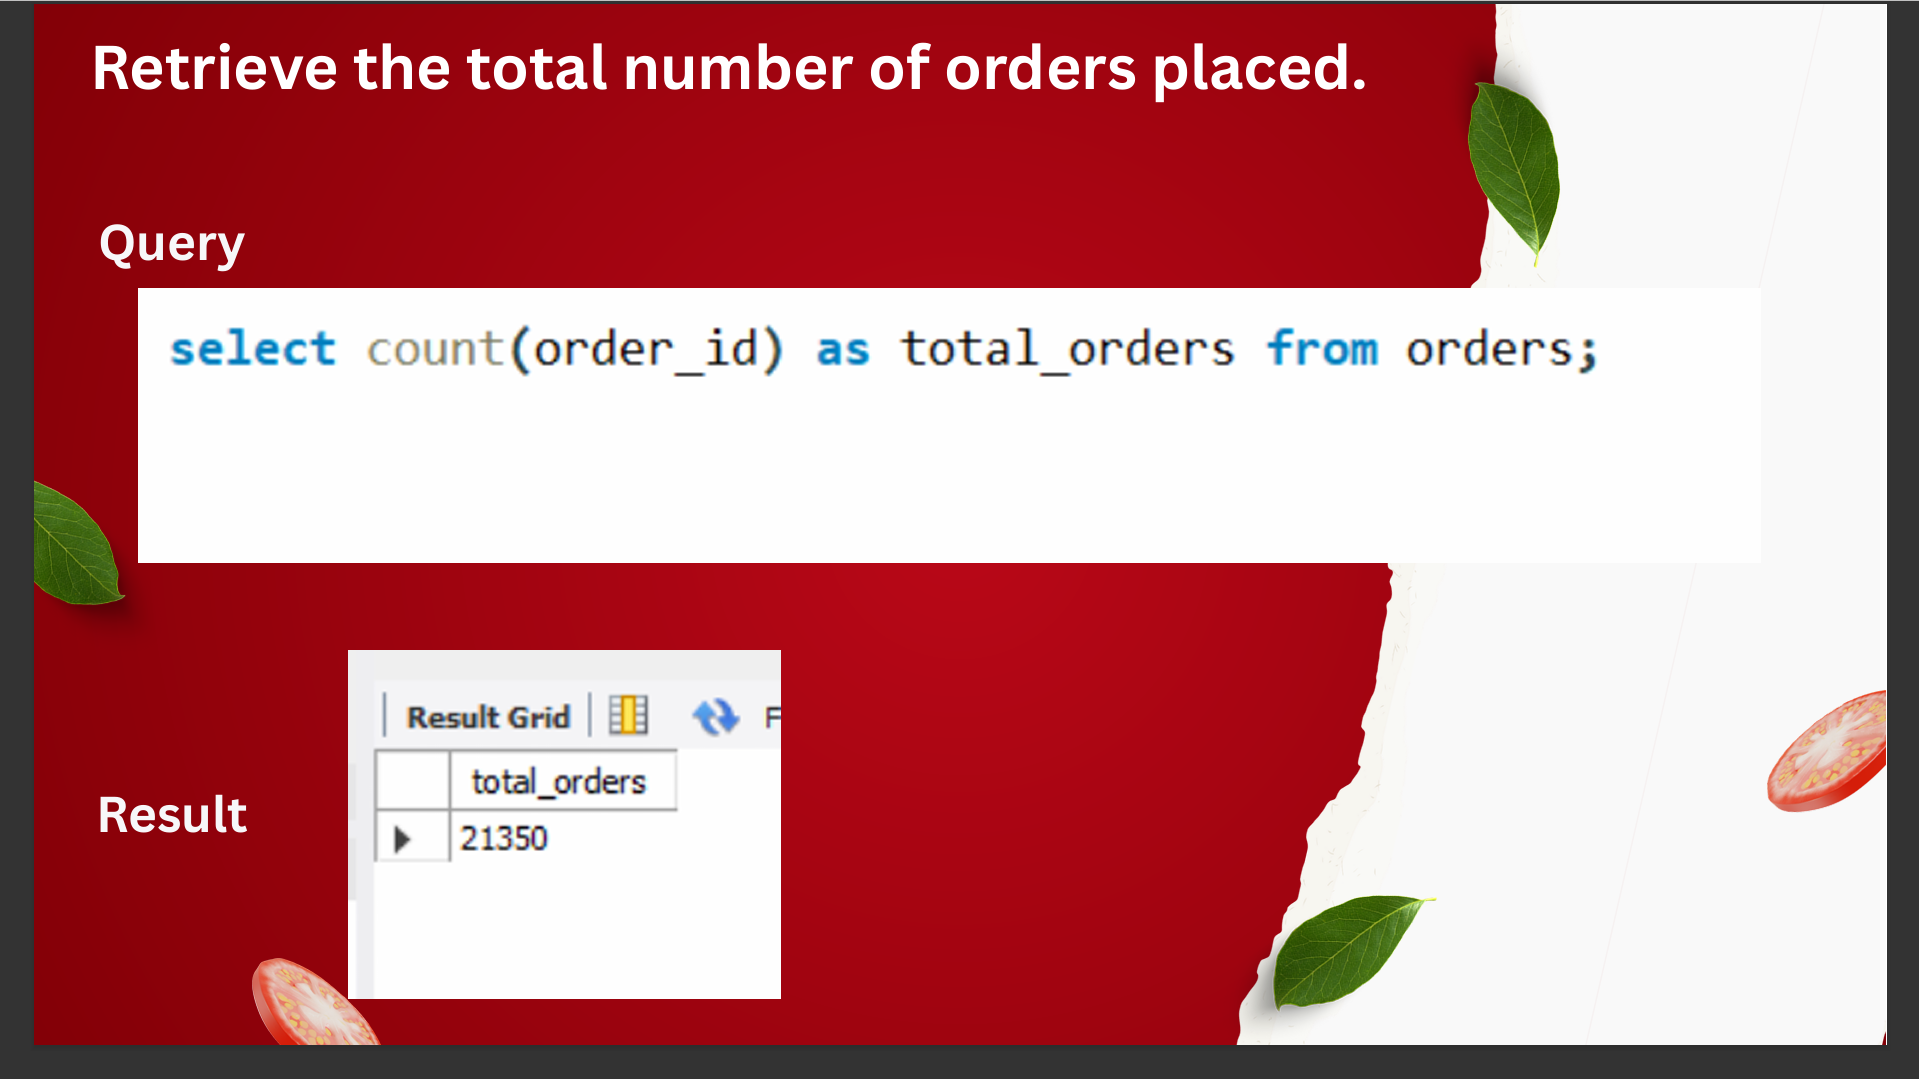 Retrieve the total number of orders placed.
Query
select count(order_id) as total_orders from orders;
Result Grid
total_orders
21350
Result